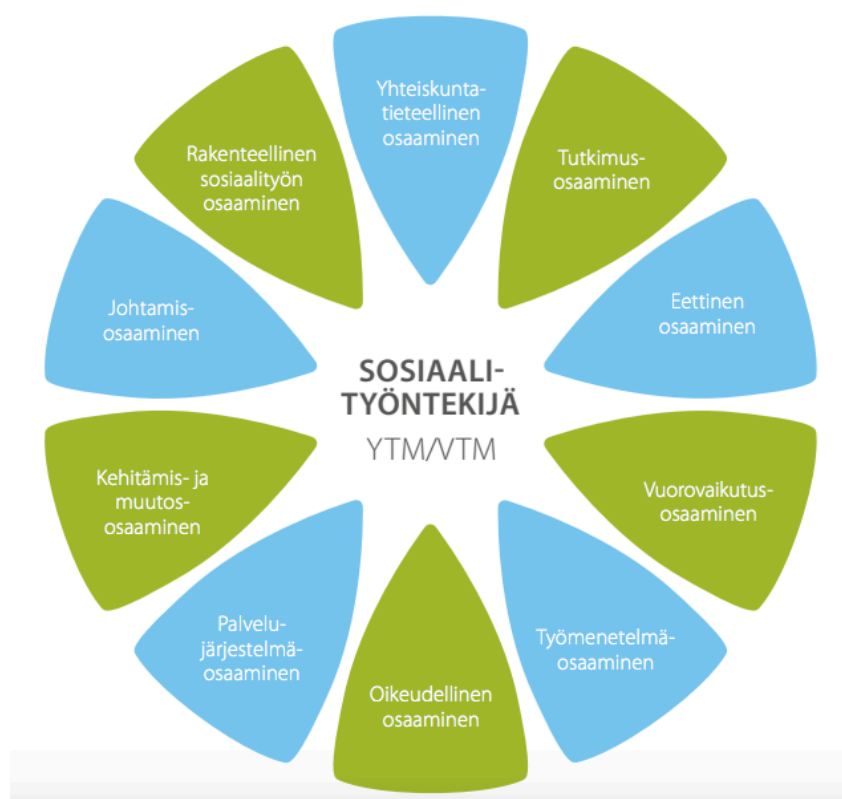 Yhteiskunta-
tieteellinen
osaaminen
Tutkimus-
osaaminen
Eettinen
osaaminen
Vuorovaikutus-
osaaminen
Työmenetelmä-
osaaminen
Oikeudellinen
osaaminen
Palvelu-
järjestelmä-
osaaminen
Kehitämis- ja
muutos-
osaaminen
Johtamis-
osaaminen
Rakenteellinen
sosiaalityön
osaaminen
SOSIAALI-
TYÖNTEKIJÄ
YTM/VTM